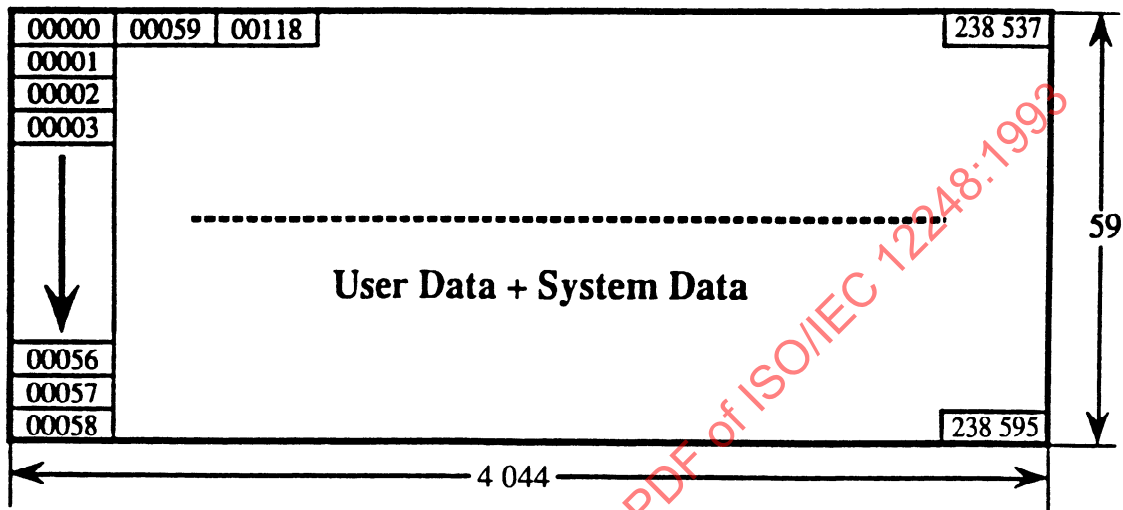 00000 00059 00118 238 537
00001
00002
00003
59
User Data + System Data
00056
00057
00058 238 595
4 044
PDF of ISO/IEC 12248:1993